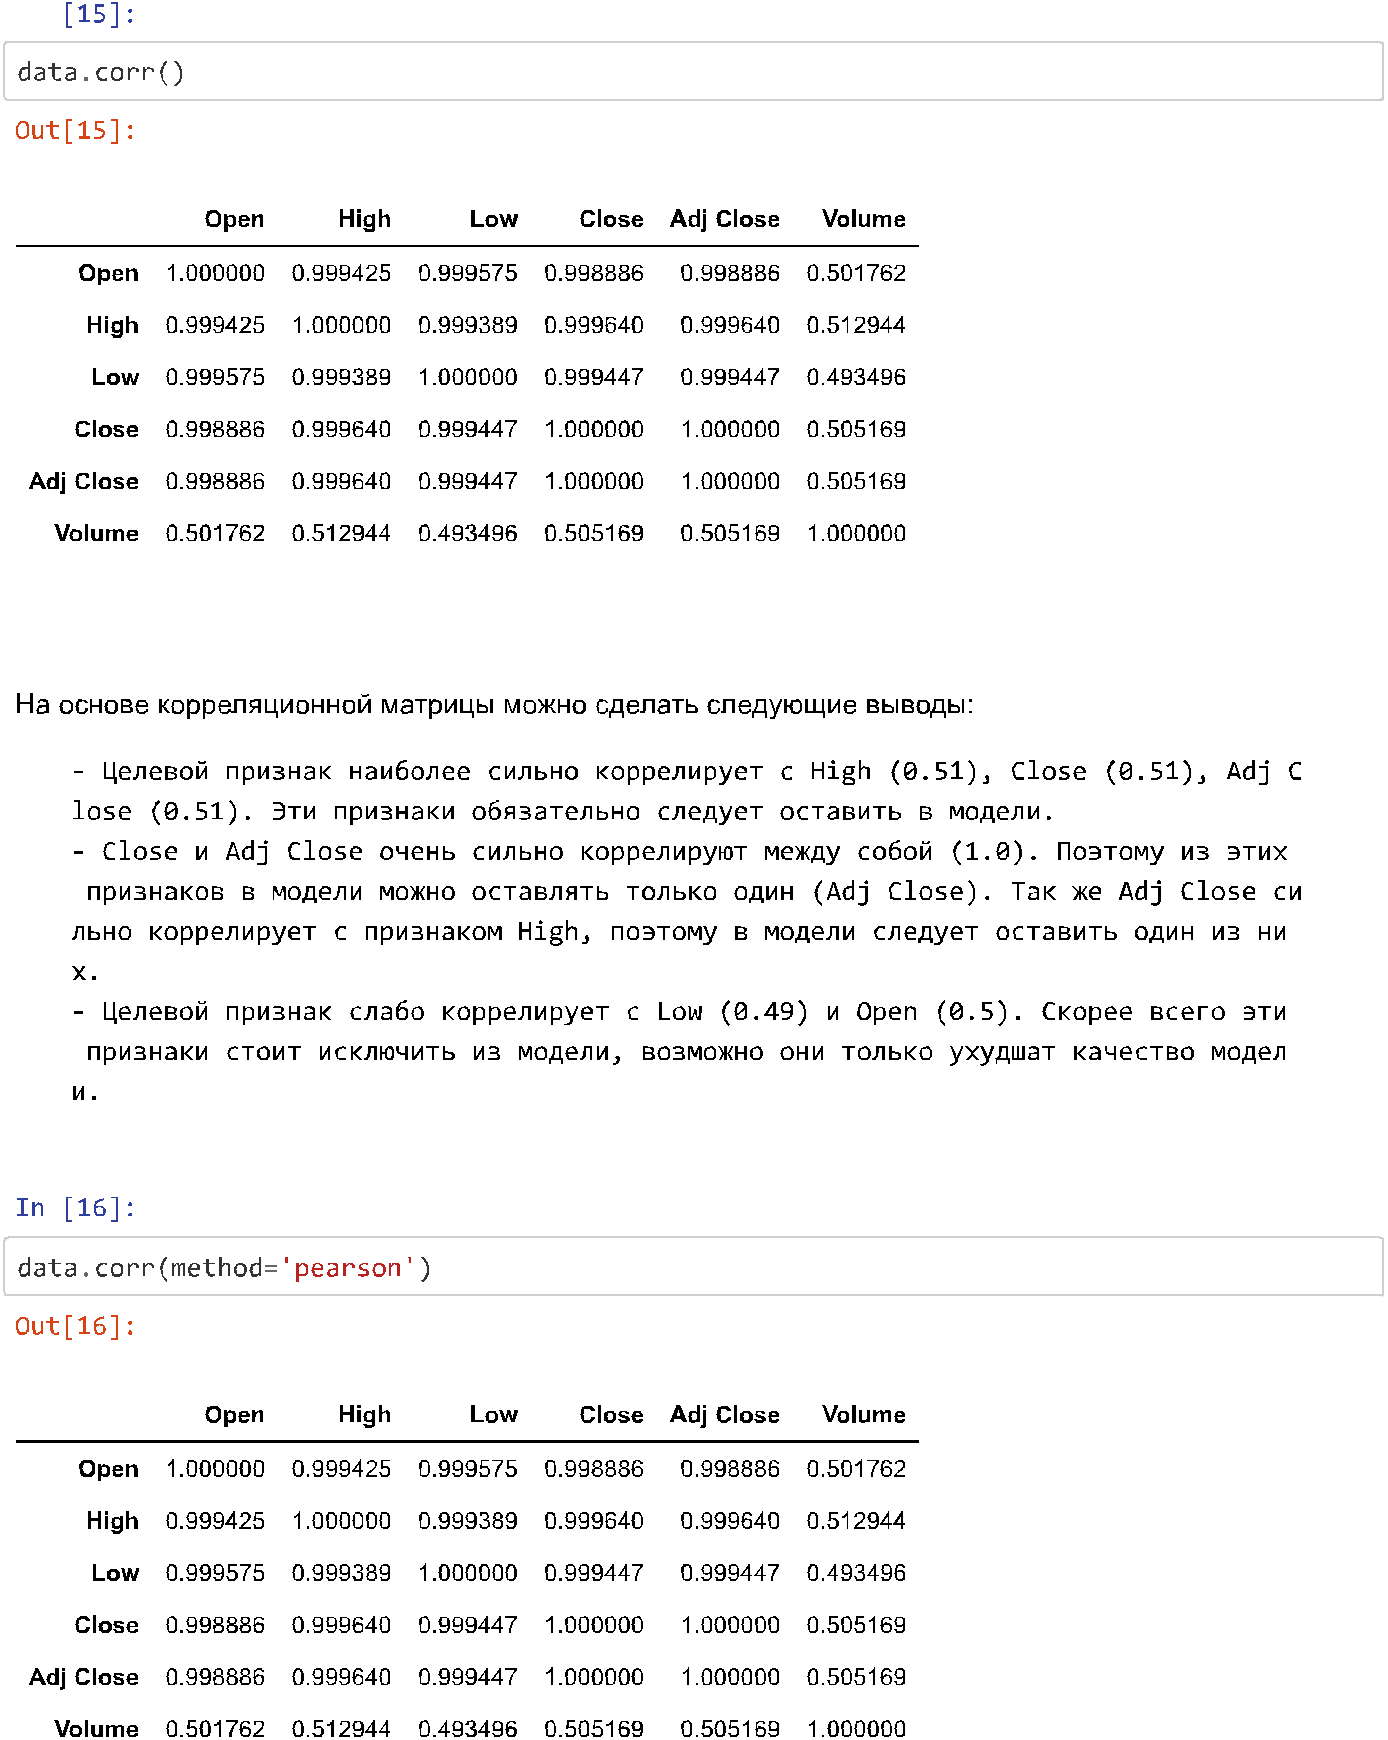 [15]:
data.corr()
Out[15]:
Open High Low Close Adj Close Volume
Open 1.000000 0.999425 0.999575 0.998886 0.998886 0.501762
High 0.999425 1.000000 0.999389 0.999640 0.999640 0.512944
Low 0.999575 0.999389 1.000000 0.999447 0.999447 0.493496
Close 0.998886 0.999640 0.999447 1.000000 1.000000 0.505169
Adj Close 0.998886 0.999640 0.999447 1.000000 1.000000 0.505169
Volume 0.501762 0.512944 0.493496 0.505169 0.505169 1.000000
На основе корреляционной матрицы можно сделать следующие выводы:
- Целевой признак наиболее сильно коррелирует с High (0.51), Close (0.51), Adj C
lose (0.51). Эти признаки обязательно следует оставить в модели.
- Close и Adj Close очень сильно коррелируют между собой (1.0). Поэтому из этих
признаков в модели можно оставлять только один (Adj Close). Так же Adj Close си
льно коррелирует с признаком High, поэтому в модели следует оставить один из ни
х.
- Целевой признак слабо коррелирует с Low (0.49) и Open (0.5). Скорее всего эти
признаки стоит исключить из модели, возможно они только ухудшат качество модел
и.
In [16]:
data.corr(method='pearson')
Out[16]:
Open High Low Close Adj Close Volume
Open 1.000000 0.999425 0.999575 0.998886 0.998886 0.501762
High 0.999425 1.000000 0.999389 0.999640 0.999640 0.512944
Low 0.999575 0.999389 1.000000 0.999447 0.999447 0.493496
Close 0.998886 0.999640 0.999447 1.000000 1.000000 0.505169
Adj Close 0.998886 0.999640 0.999447 1.000000 1.000000 0.505169
Volume 0.501762 0.512944 0.493496 0.505169 0.505169 1.000000